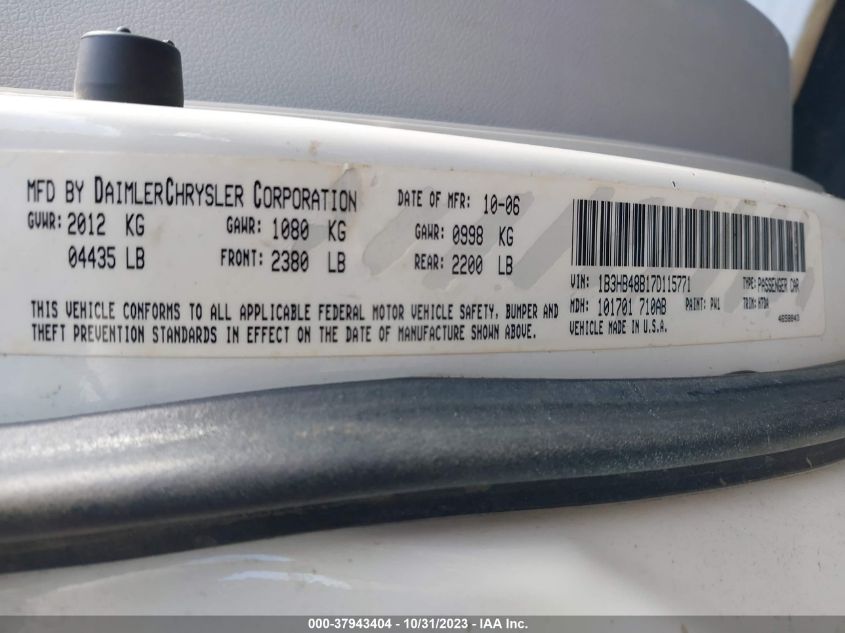 MFD BY DAIMLERCHRYSLER CORPORATION DATE OF MFR: 10-06
GVWR: 2012 KG GAWR: 1080 KG GAWR: 0998 KG
04435 LB FRONT: 2380 LB REAR: 2200 LB
THIS VEHICLE CONFORMS TO ALL APPLICABLE FEDERAL MOTOR VEHICLE SAFETY, BUMPER AND
THEFT PREVENTION STANDARDS IN EFFECT ON THE DATE OF MANUFACTURE SHOWN ABOVE.
VIN: 1B3HB48B17D115771 TYPE: PASSENGER CAR
MDH: 101701 710AB PAINT: PW1 TRIM:
VEHICLE MADE IN U.S.A.
000-37943404 • 10/31/2023 • IAA Inc.